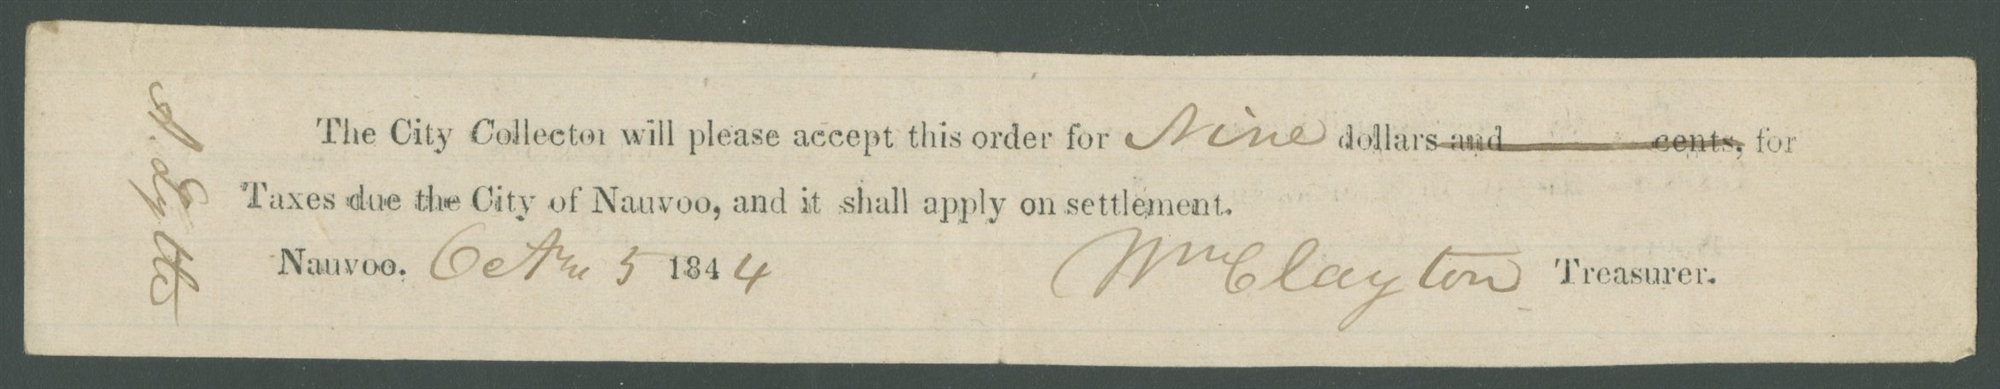 The City Collector will please accept this order for Nine dollars and cents, for
Taxes due the City of Nauvoo, and it shall apply on settlement.
Nauvoo. 5 1844 Wm Clayton Treasurer.